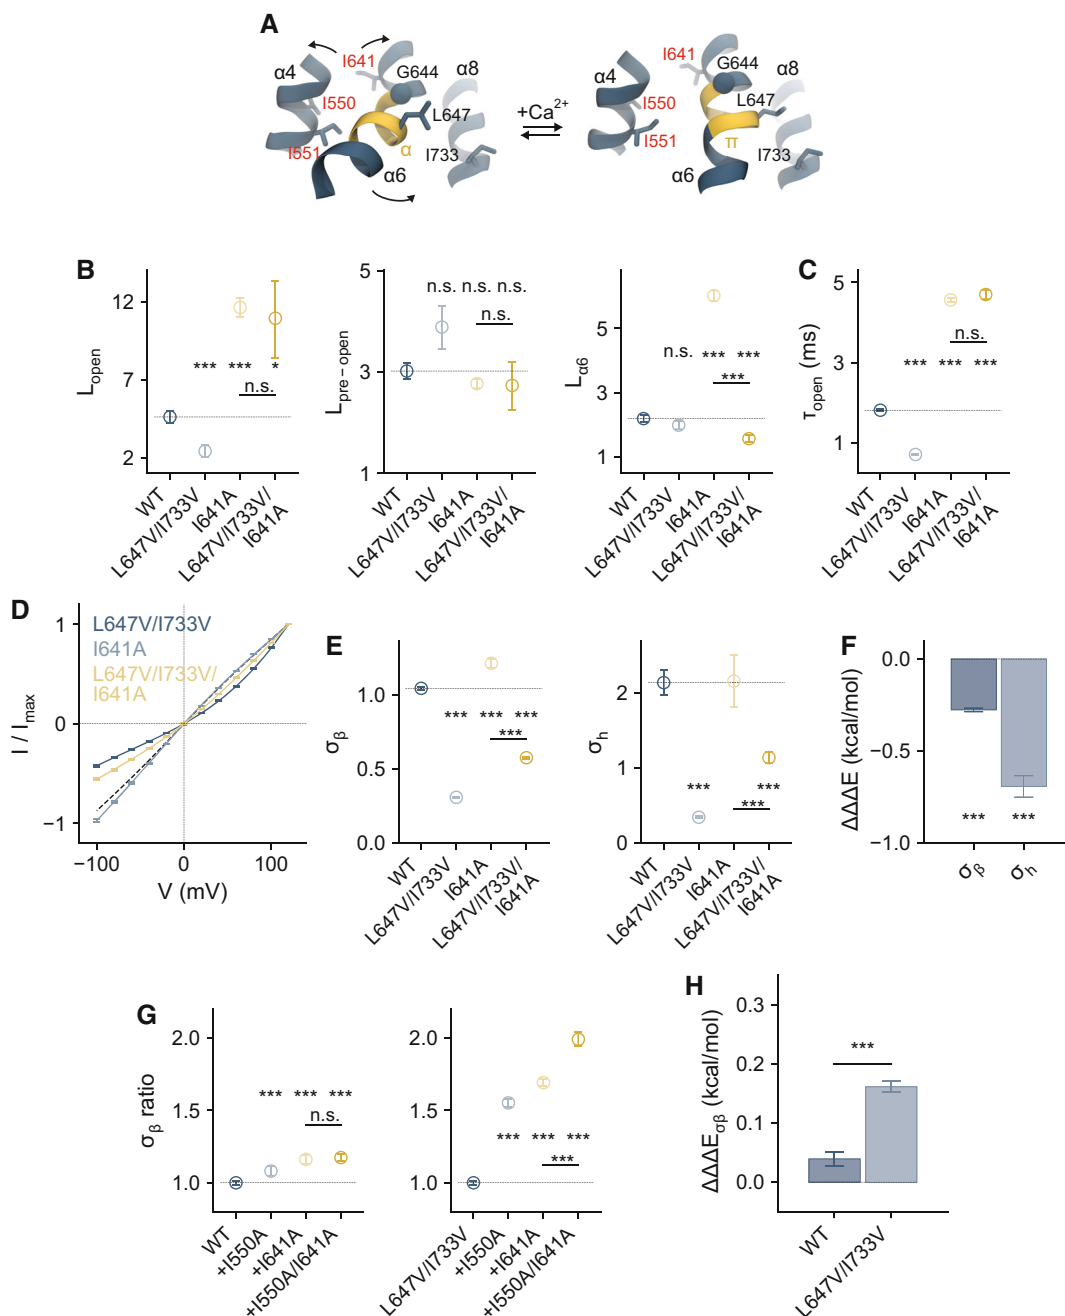 A
I641
G644
α4
α8
I550
L647
I551
α
I733
α6
+Ca2+
I641
G644
α4
α8
I550
L647
I551
π
I733
α6
B
Lopen
12
7
2
***
***
*
n.s.
WT
L647V/I733V
I641A
L647V/I733V/
I641A
Lpre−open
5
3
1
n.s. n.s. n.s.
n.s.
WT
L647V/I733V
I641A
L647V/I733V/
I641A
Lα6
5
3
1
n.s.
***
***
***
WT
L647V/I733V
I641A
L647V/I733V/
I641A
C
τopen (ms)
5
3
1
n.s.
*** *** ***
WT
L647V/I733V
I641A
L647V/I733V/
I641A
D
L647V/I733V
I641A
L647V/I733V/
I641A
I / Imax
1
0
−1
−100
0
100
V (mV)
E
σβ
1.0
0.5
0.0
*** *** ***
***
WT
L647V/I733V
I641A
L647V/I733V/
I641A
σh
2
1
0
***
***
***
WT
L647V/I733V
I641A
L647V/I733V/
I641A
F
ΔΔΔE (kcal/mol)
0.0
−0.5
−1.0
***
***
σβ
σh
G
σβ ratio
2.0
1.5
1.0
*** *** ***
n.s.
WT
+I550A
+I641A
+I550A/I641A
2.0
1.5
1.0
*** *** ***
***
L647V/I733V
+I550A
+I641A
+I550A/I641A
H
ΔΔΔEσβ (kcal/mol)
0.3
0.2
0.1
0.0
***
WT
L647V/I733V